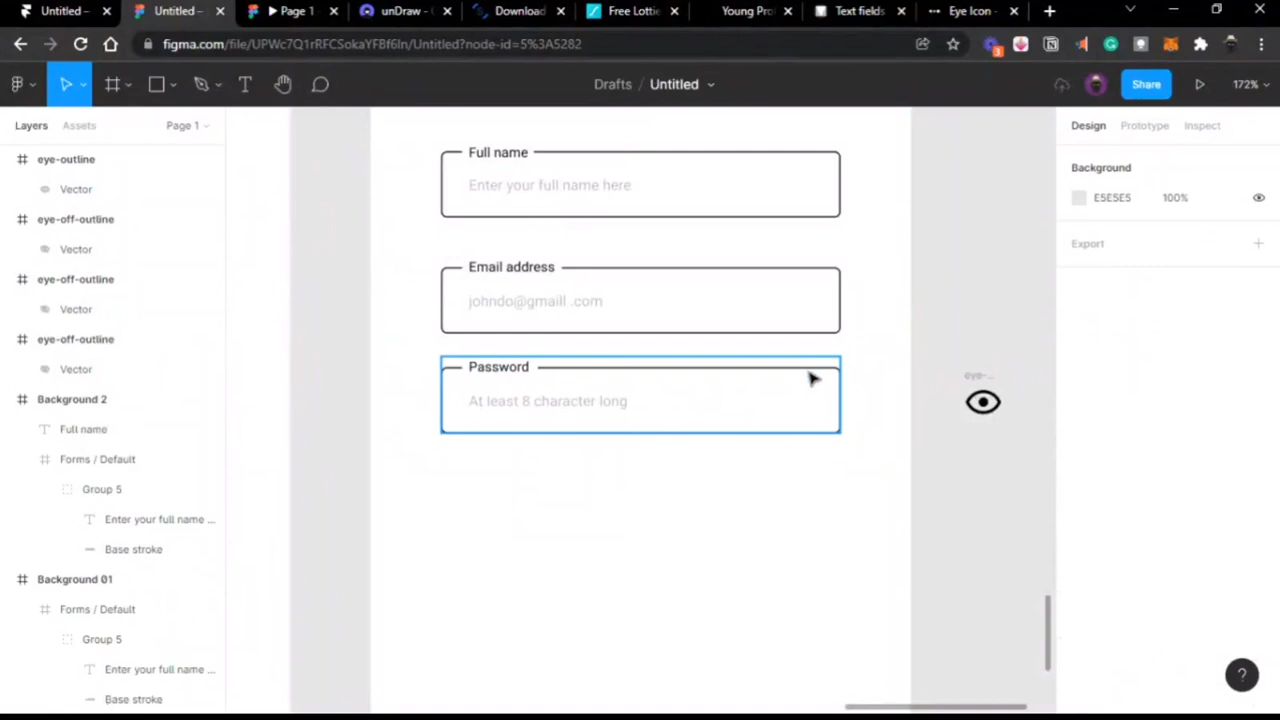 Untitled –
Untitled –
Page 1
unDraw - 
Download
Free Lottie
Young Pro
Text fields
Eye Icon -
figma.com/file/UPWc7Q1rRFCSokaYFBf6ln/Untitled?node-id=5%3A5282
3
Drafts / Untitled
Share
172%
Layers
Assets
Page 1
Design
Prototype
Inspect
eye-outline
Vector
eye-off-outline
Vector
eye-off-outline
Vector
eye-off-outline
Vector
Background 2
Full name
Forms / Default
Group 5
Enter your full name ...
Base stroke
Background 01
Forms / Default
Group 5
Enter your full name ...
Base stroke
Full name
Enter your full name here
Email address
johndo@gmaill .com
Password
At least 8 character long
eye-...
Background
E5E5E5
100%
Export
?